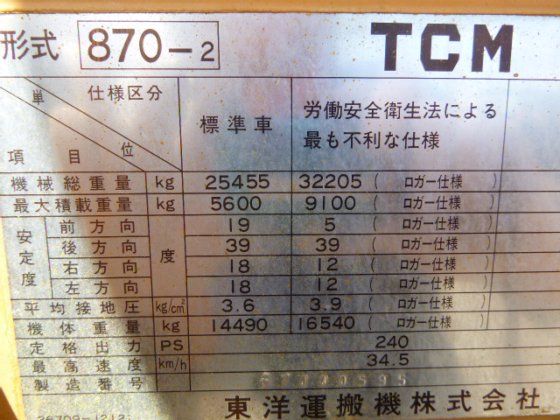 形式 870-2 TCM
単位 仕様区分 項目 標準車 労働安全衛生法による
最も不利な仕様
機械総重量 kg 25455 32205 ( ロガー仕様 )
最大積載重量 kg 5600 9100 ( ロガー仕様 )
安定度 前方向 度 19 5 ( ロガー仕様 )
後方向 39 39 ( ロガー仕様 )
右方向 18 12 ( ロガー仕様 )
左方向 18 12 ( ロガー仕様 )
平均接地圧 kg/cm² 3.6 3.9 ( ロガー仕様 )
機体重量 kg 14490 16540 ( ロガー仕様 )
定格出力 PS 240
最高速度 km/h 34.5
製造番号
東洋運搬機株式会社